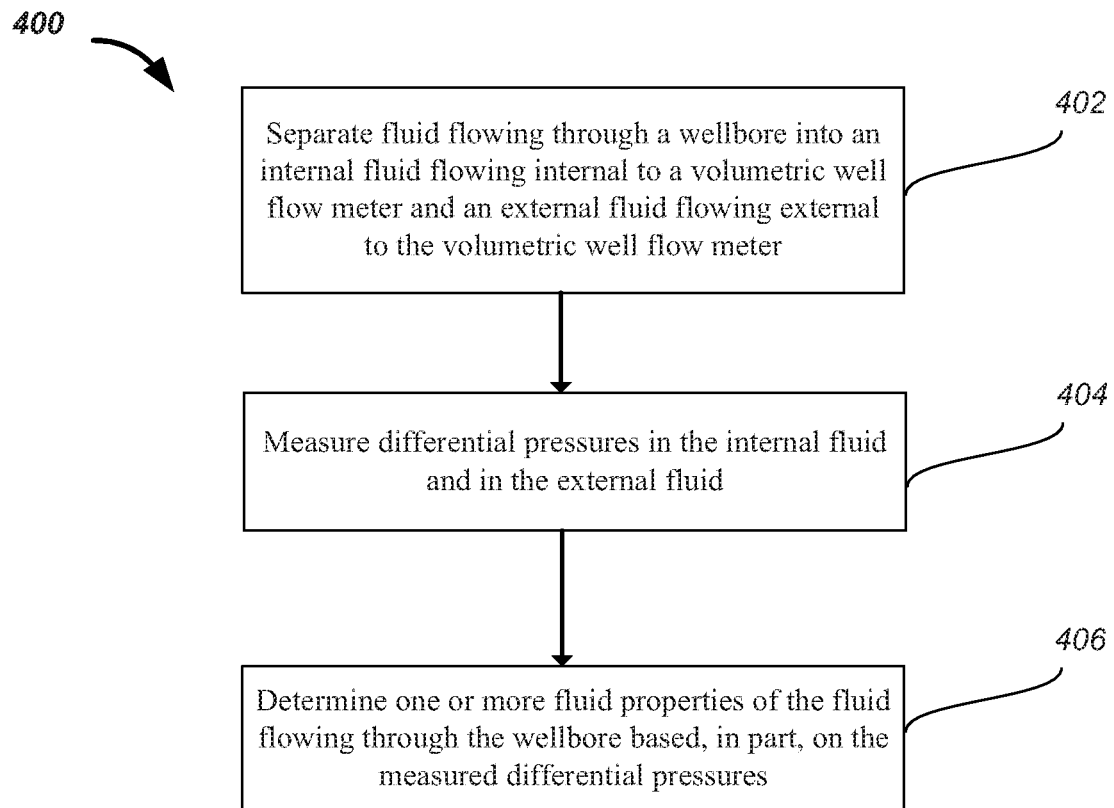 400
402
Separate fluid flowing through a wellbore into an
internal fluid flowing internal to a volumetric well
flow meter and an external fluid flowing external
to the volumetric well flow meter
404
Measure differential pressures in the internal fluid
and in the external fluid
406
Determine one or more fluid properties of the fluid
flowing through the wellbore based, in part, on the
measured differential pressures